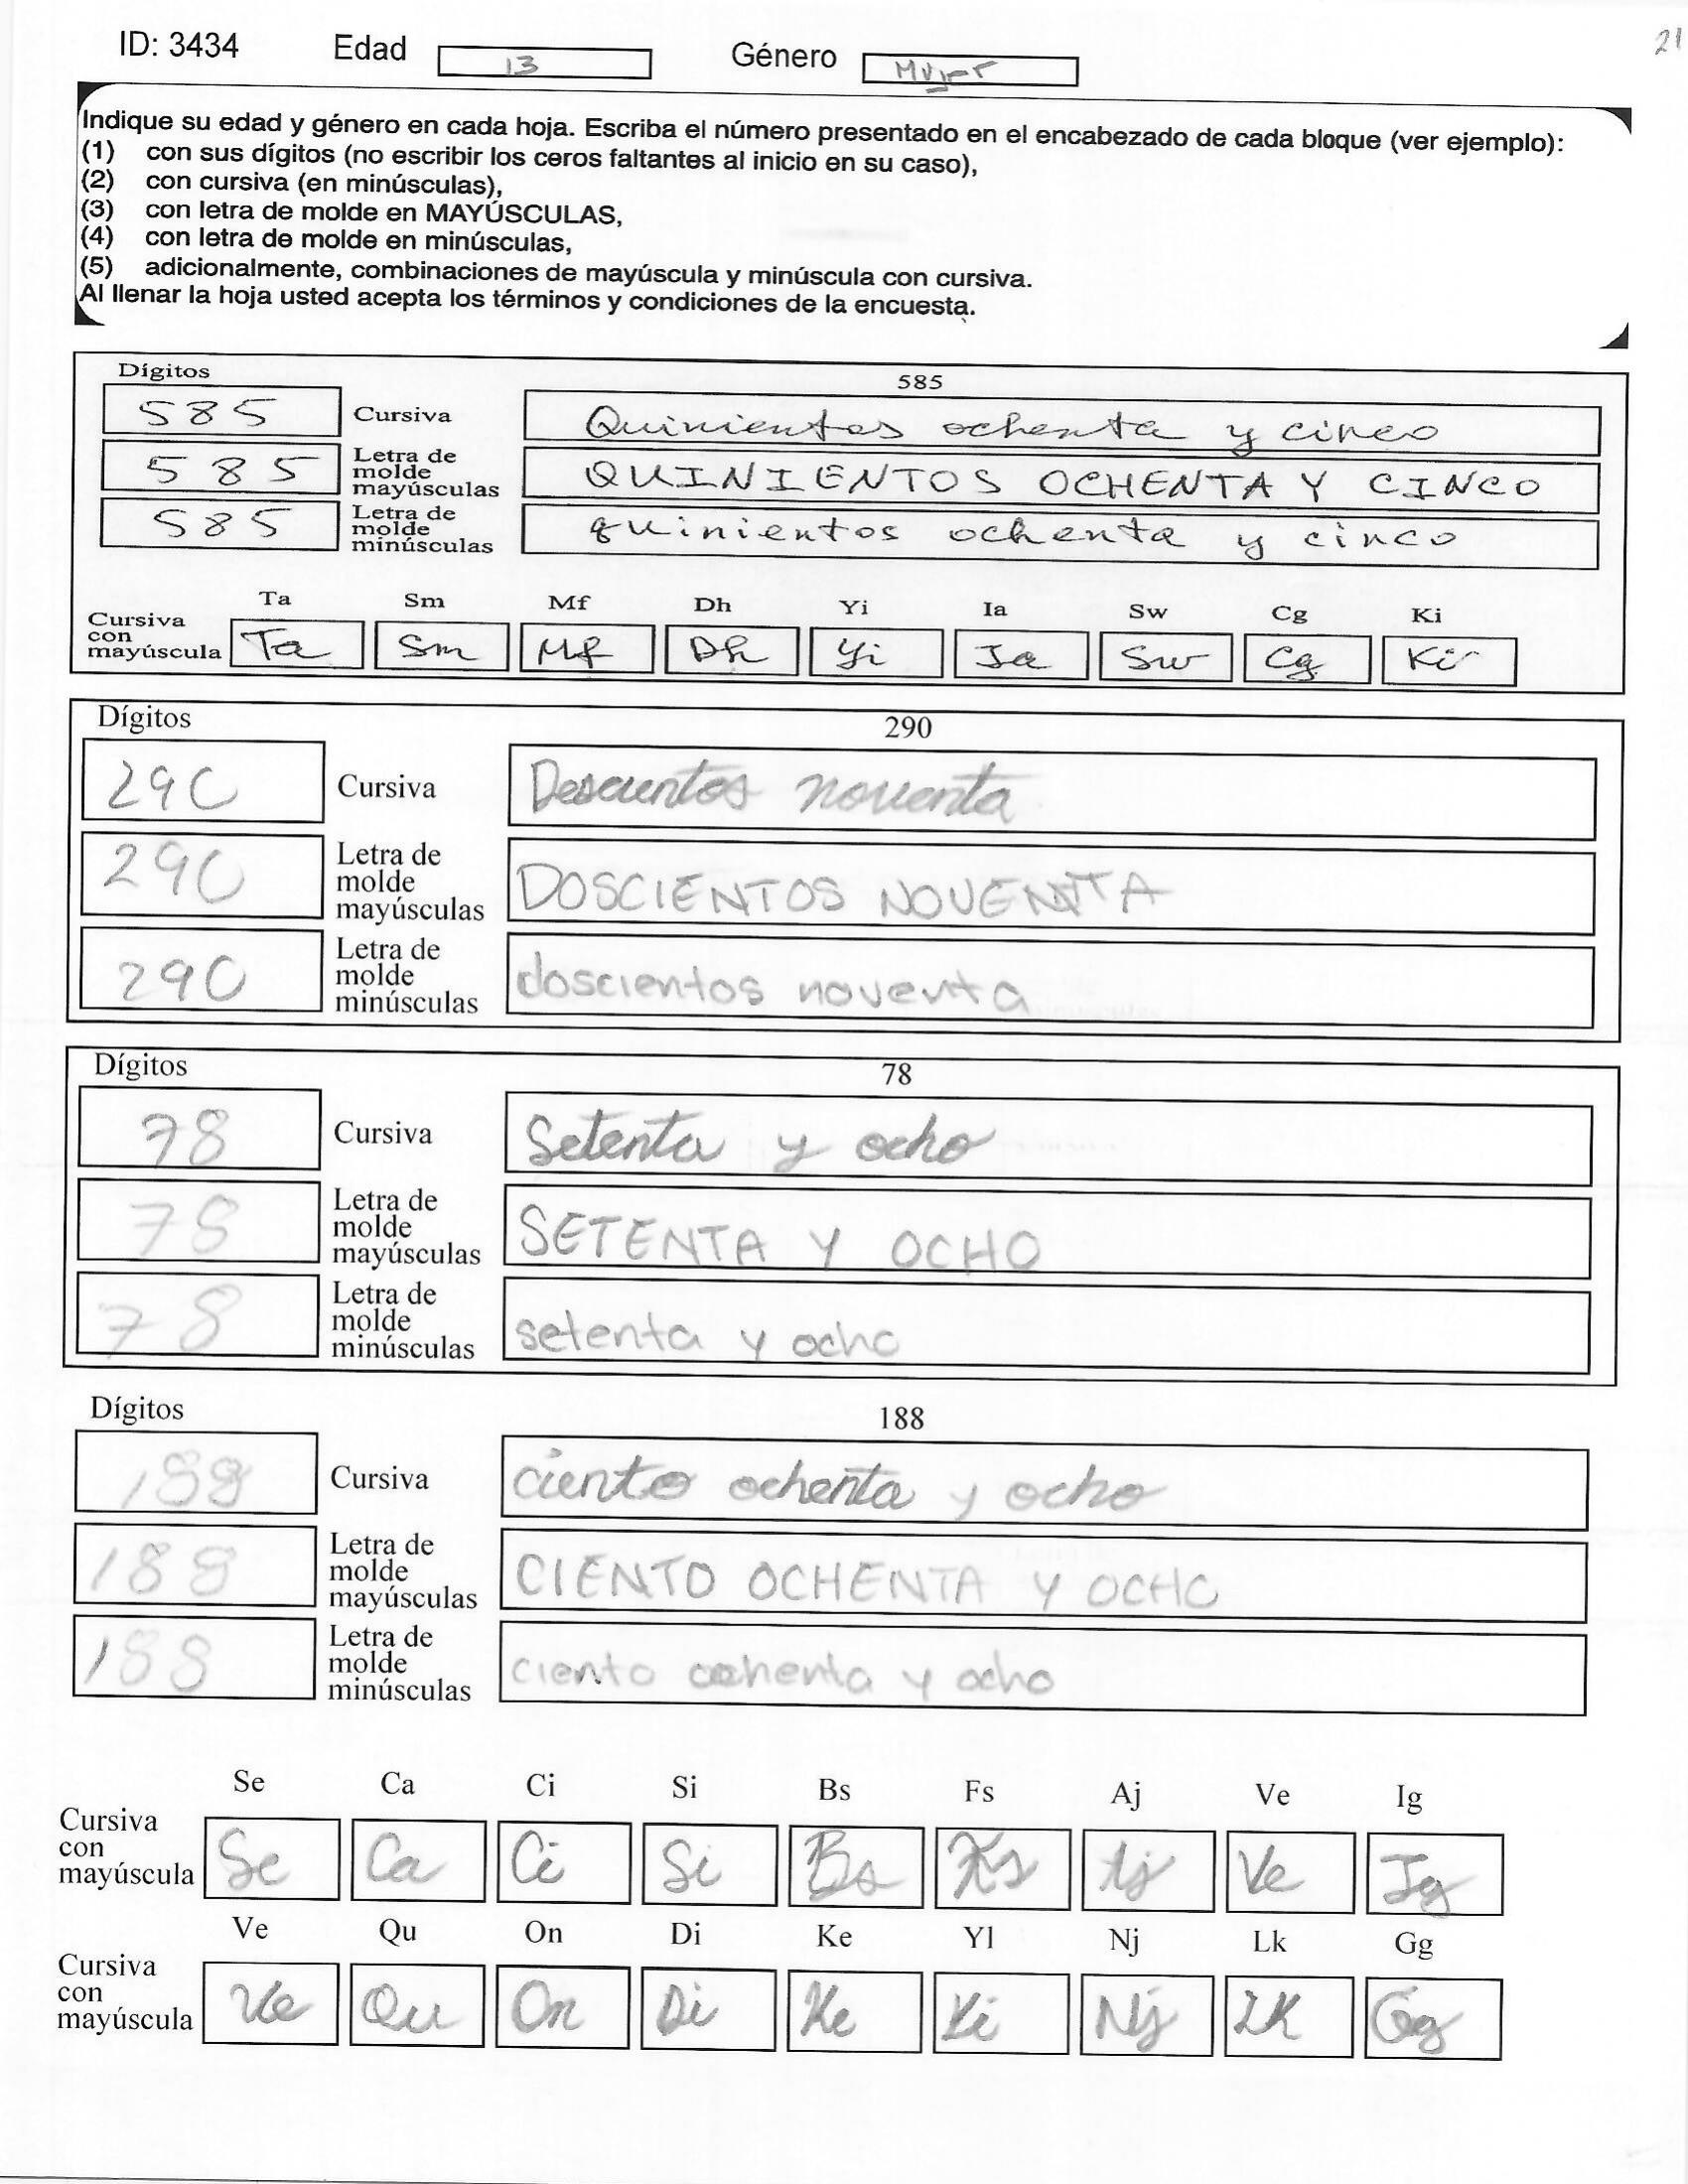 ID: 3434 Edad 13 Género Mujer 21
Indique su edad y género en cada hoja. Escriba el número presentado en el encabezado de cada bloque (ver ejemplo):
(1) con sus dígitos (no escribir los ceros faltantes al inicio en su caso),
(2) con cursiva (en minúsculas),
(3) con letra de molde en MAYÚSCULAS,
(4) con letra de molde en minúsculas,
(5) adicionalmente, combinaciones de mayúscula y minúscula con cursiva.
Al llenar la hoja usted acepta los términos y condiciones de la encuesta.
Dígitos 585
585 Cursiva Quinientos ochenta y cinco
585 Letra de molde mayúsculas QUINIENTOS OCHENTA Y CINCO
585 Letra de molde minúsculas quinientos ochenta y cinco
Ta Sm Mf Dh Yi Ia Sw Cg Ki
Cursiva con mayúscula Ta Sm Mf Dh Yi Ia Sw Cg Ki
Dígitos 290
290 Cursiva Descientos noventa
290 Letra de molde mayúsculas DOSCIENTOS NOVENTA
290 Letra de molde minúsculas doscientos noventa
Dígitos 78
78 Cursiva Setenta y ocho
78 Letra de molde mayúsculas SETENTA Y OCHO
78 Letra de molde minúsculas setenta y ocho
Dígitos 188
188 Cursiva ciento ochenta y ocho
188 Letra de molde mayúsculas CIENTO OCHENTA Y OCHO
188 Letra de molde minúsculas ciento ochenta y ocho
Se Ca Ci Si Bs Fs Aj Ve Ig
Cursiva con mayúscula Se Ca Ci Si Bs Fs Aj Ve Ig
Ve Qu On Di Ke Yl Nj Lk Gg
Cursiva con mayúscula Ve Qu On Di Ke Yi Nj LK Gg